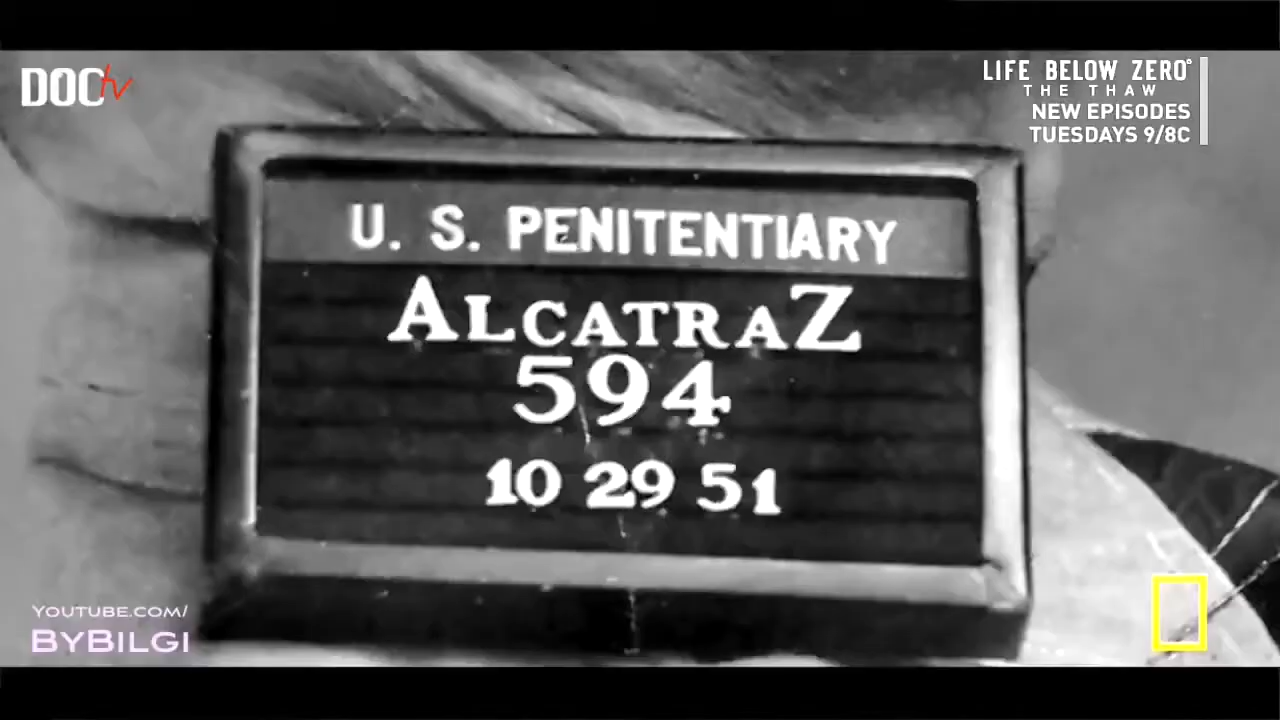 DOCtv
LIFE BELOW ZERO°
THE THAW
NEW EPISODES
TUESDAYS 9/8C
U. S. PENITENTIARY
ALCATRAZ
594
10 29 51
YOUTUBE.COM/
BYBILGI